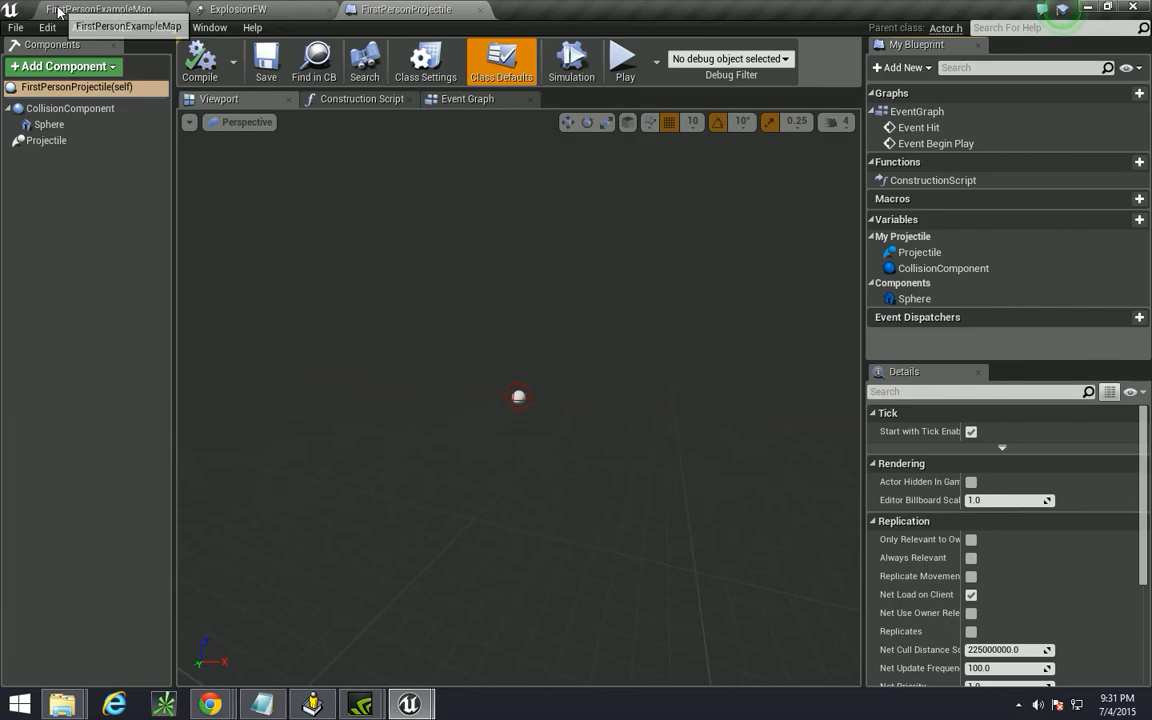 FirstPersonExampleMap
ExplosionFW
FirstPersonProjectile
FirstPersonExampleMap
File
Edit
Window
Help
Parent class: Actor.h
Search For Help
Components
+ Add Component
FirstPersonProjectile(self)
CollisionComponent
Sphere
Projectile
Compile
Save
Find in CB
Search
Class Settings
Class Defaults
Simulation
Play
No debug object selected
Debug Filter
Viewport
Construction Script
Event Graph
Perspective
10
10°
0.25
4
My Blueprint
+ Add New
Search
Graphs
EventGraph
Event Hit
Event Begin Play
Functions
ConstructionScript
Macros
Variables
My Projectile
Projectile
CollisionComponent
Components
Sphere
Event Dispatchers
Details
Search
Tick
Start with Tick Enab
Rendering
Actor Hidden In Gam
Editor Billboard Scal
1.0
Replication
Only Relevant to Ow
Always Relevant
Replicate Movemen
Net Load on Client
Net Use Owner Rele
Replicates
Net Cull Distance Sc
225000000.0
Net Update Frequen
100.0
Net Priority
1.0
Z
X
Y
9:31 PM
7/4/2015